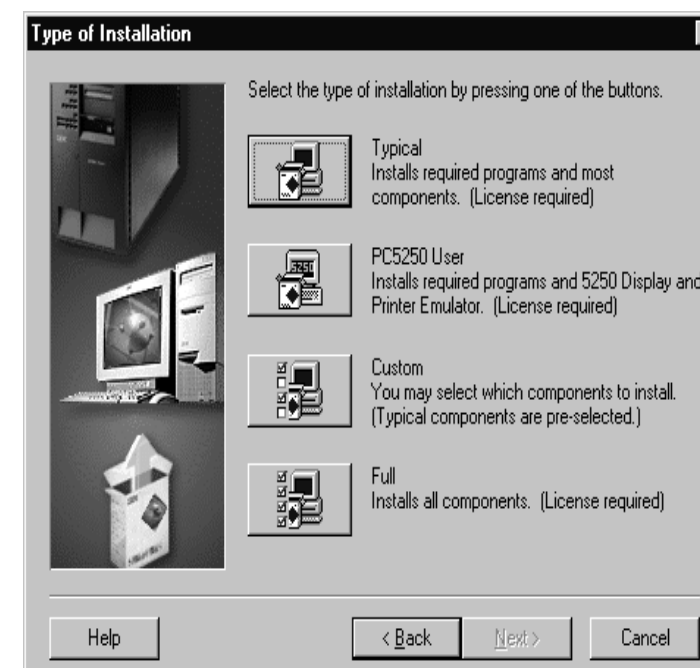 Type of Installation
Select the type of installation by pressing one of the buttons.
Typical
Installs required programs and most
components. (License required)
5250
PC5250 User
Installs required programs and 5250 Display and
Printer Emulator. (License required)
Custom
You may select which components to install.
(Typical components are pre-selected.)
Full
Installs all components. (License required)
Help
< Back
Next >
Cancel